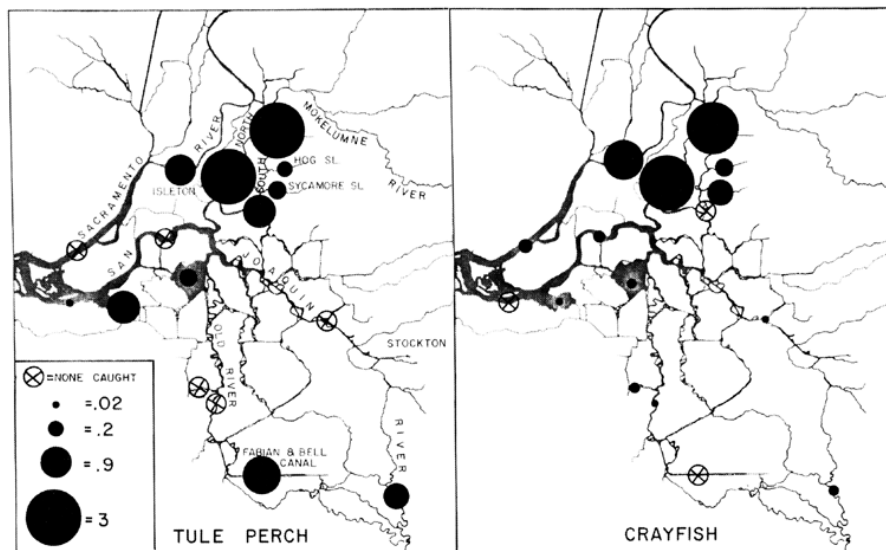 MOKELUMNE
RIVER
NORTH
SOUTH
HOG SL.
SYCAMORE SL.
RIVER
ISLETON
SACRAMENTO
SAN
JOAQUIN
STOCKTON
OLD
RIVER
FABIAN & BELL
CANAL
RIVER
=NONE CAUGHT
=.02
=.2
=.9
=3
TULE PERCH
CRAYFISH